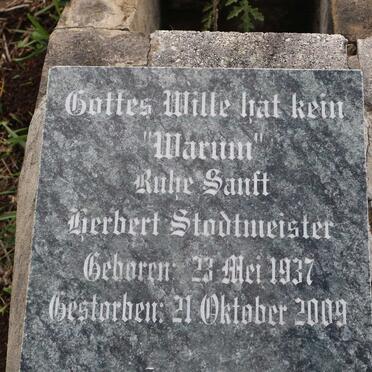 Gottes Wille hat kein
"Warum"
Ruhe Sanft
Herbert Stodtmeister
Geboren: 23 Mei 1937
Gestorben: 21 Oktober 2009